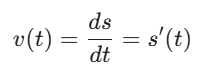 v(t) = ds/dt = s′(t)